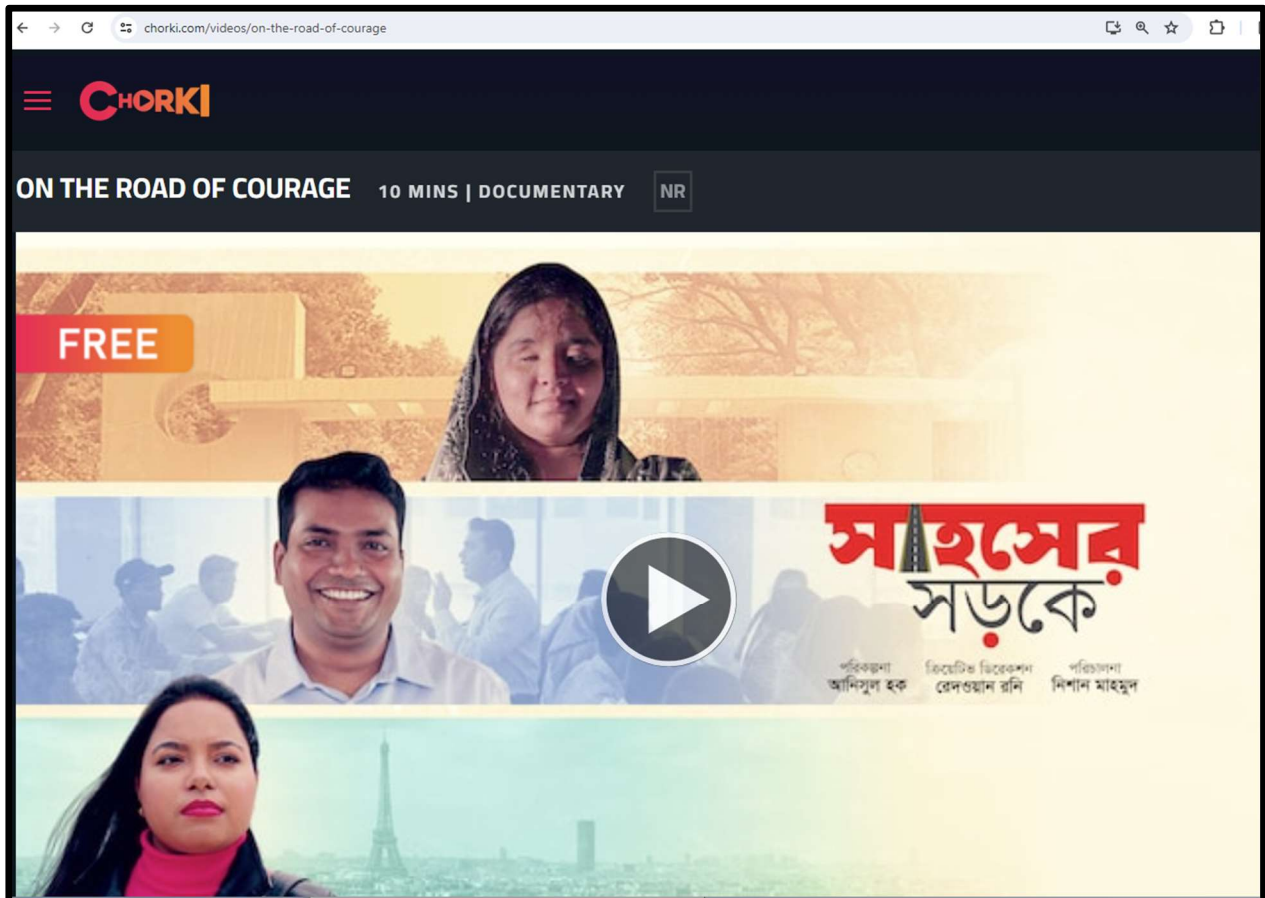 chorki.com/videos/on-the-road-of-courage
CHORKI
ON THE ROAD OF COURAGE 10 MINS | DOCUMENTARY NR
FREE
সাহসের
সড়কে
পরিকল্পনা ক্রিয়েটিভ ডিরেকশন পরিচালনা
আনিসুল হক রেদওয়ান রনি নিশান মাহমুদ